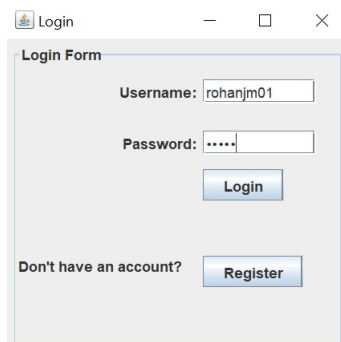 Login
Login Form
Username: rohanjm01
Password: •••••
Login
Don't have an account? Register